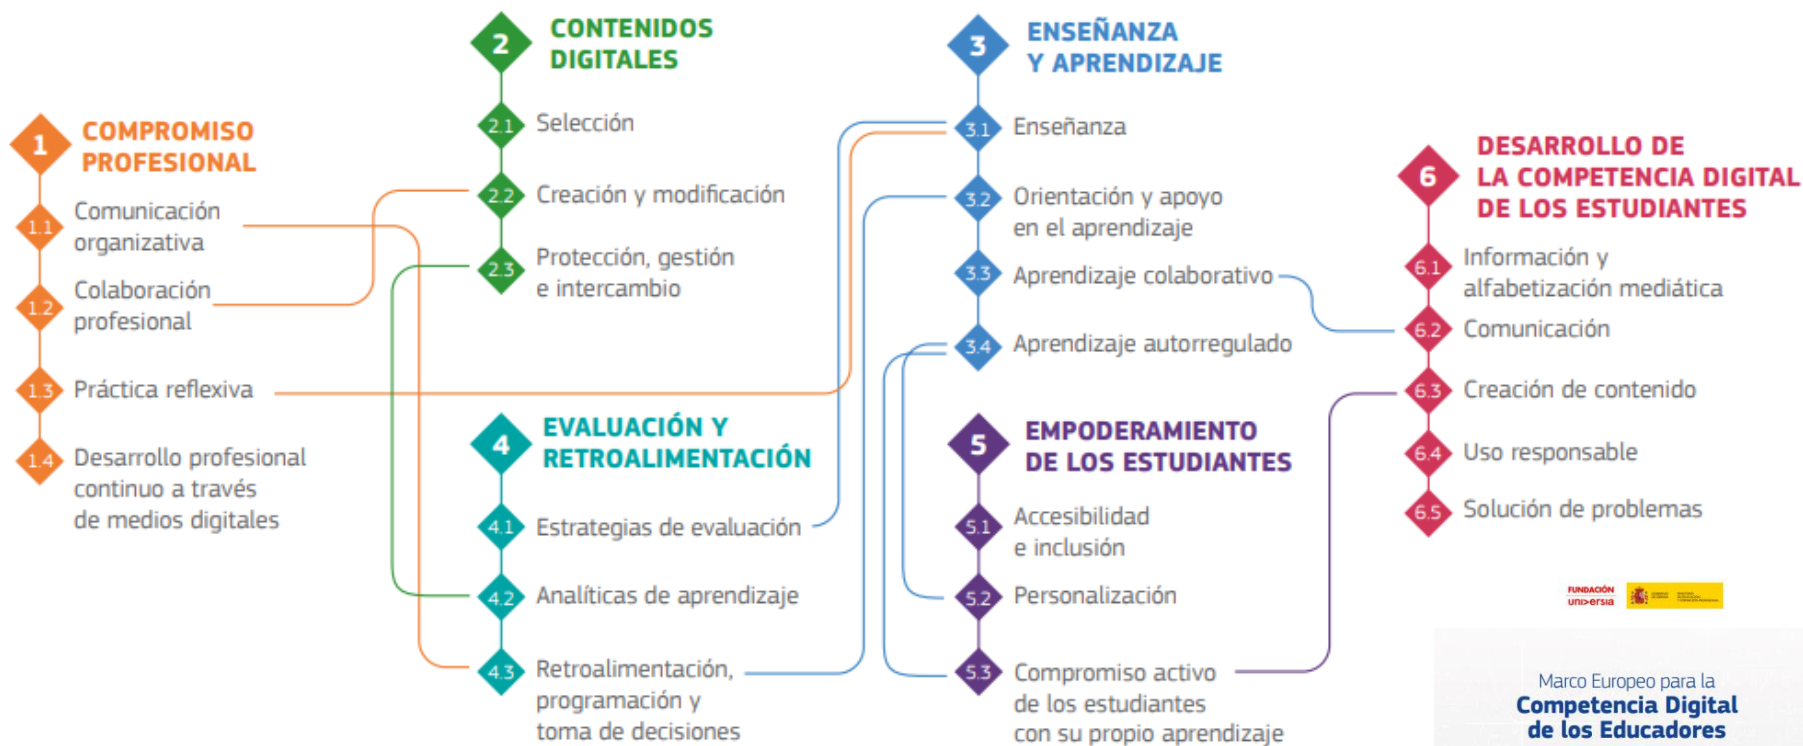 1
COMPROMISO
PROFESIONAL
1.1
Comunicación
organizativa
1.2
Colaboración
profesional
1.3
Práctica reflexiva
1.4
Desarrollo profesional
continuo a través
de medios digitales
2
CONTENIDOS
DIGITALES
2.1
Selección
2.2
Creación y modificación
2.3
Protección, gestión
e intercambio
3
ENSEÑANZA
Y APRENDIZAJE
3.1
Enseñanza
3.2
Orientación y apoyo
en el aprendizaje
3.3
Aprendizaje colaborativo
3.4
Aprendizaje autorregulado
4
EVALUACIÓN Y
RETROALIMENTACIÓN
4.1
Estrategias de evaluación
4.2
Analíticas de aprendizaje
4.3
Retroalimentación,
programación y
toma de decisiones
5
EMPODERAMIENTO
DE LOS ESTUDIANTES
5.1
Accesibilidad
e inclusión
5.2
Personalización
5.3
Compromiso activo
de los estudiantes
con su propio aprendizaje
6
DESARROLLO DE
LA COMPETENCIA DIGITAL
DE LOS ESTUDIANTES
6.1
Información y
alfabetización mediática
6.2
Comunicación
6.3
Creación de contenido
6.4
Uso responsable
6.5
Solución de problemas
FUNDACIÓN
universia
Marco Europeo para la
Competencia Digital
de los Educadores